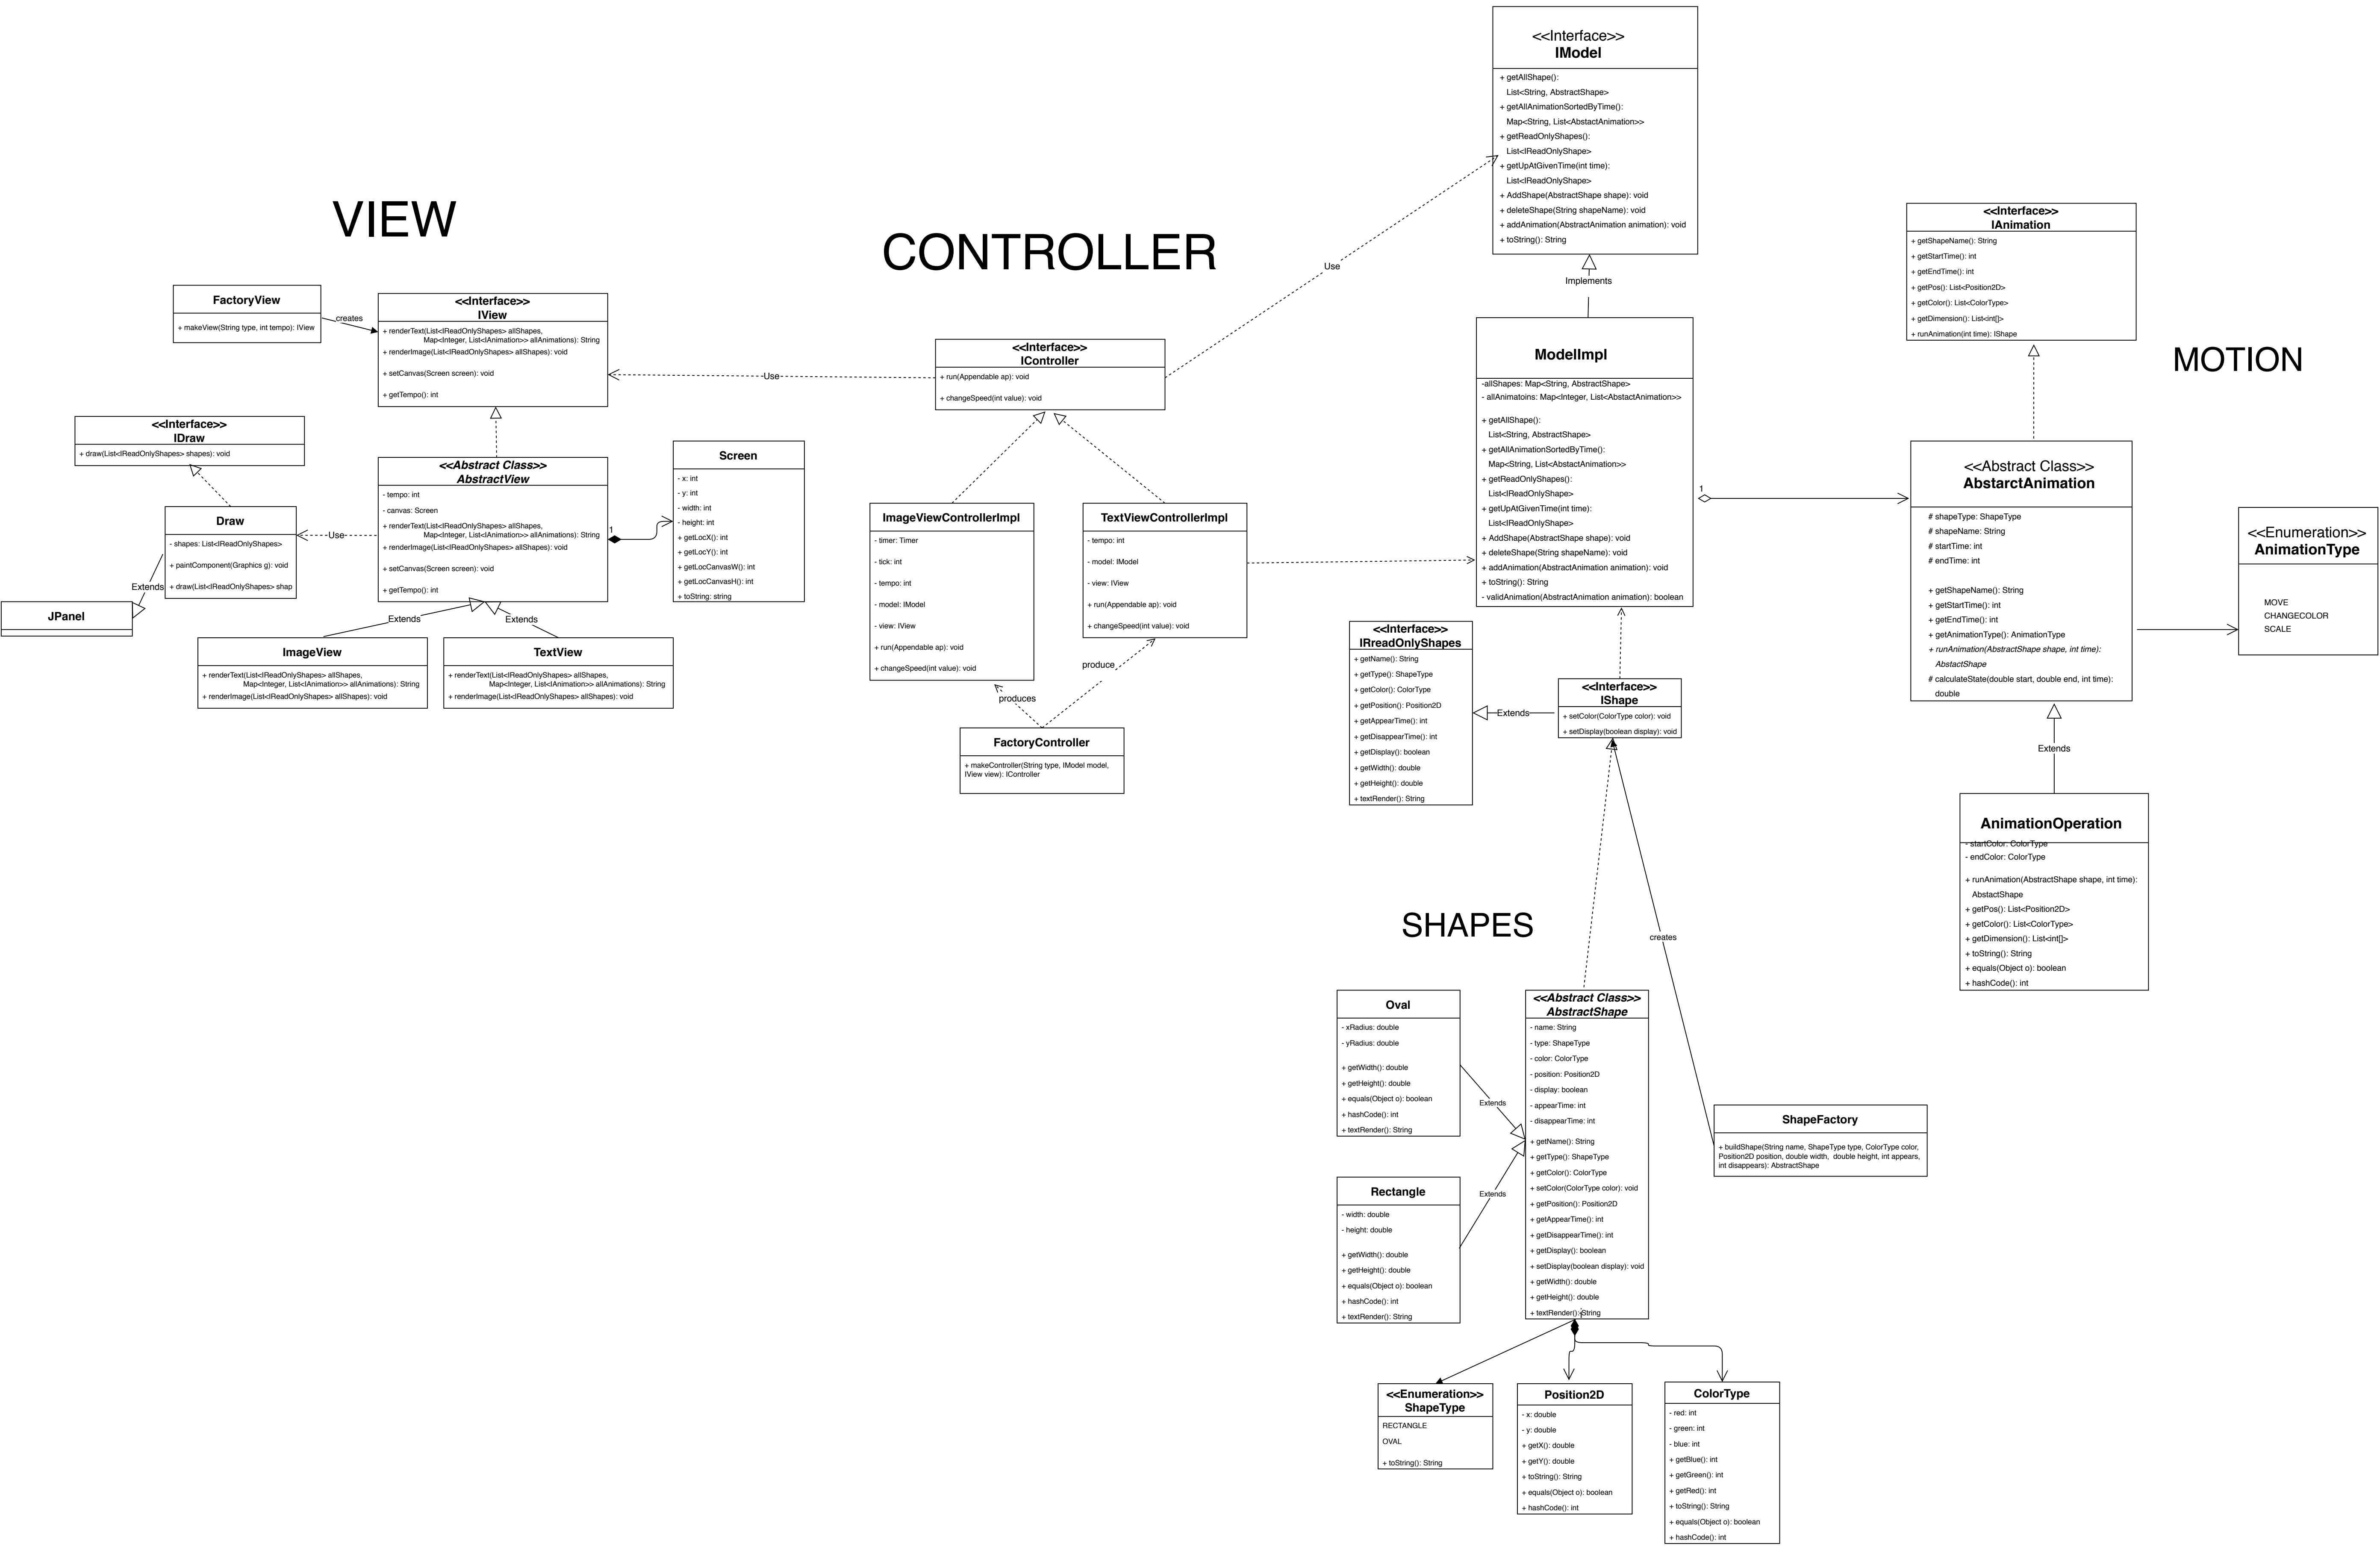 VIEW
FactoryView
+ makeView(String type, int tempo): IView
creates
<<Interface>>
IView
+ renderText(List<IReadOnlyShapes> allShapes,
Map<Integer, List<IAnimation>> allAnimations): String
+ renderImage(List<IReadOnlyShapes> allShapes): void
+ setCanvas(Screen screen): void
+ getTempo(): int
<<Interface>>
IDraw
+ draw(List<IReadOnlyShapes> shapes): void
Draw
- shapes: List<IReadOnlyShapes>
+ paintComponent(Graphics g): void
+ draw(List<IReadOnlyShapes> shap
Extends
JPanel
Use
<<Abstract Class>>
AbstractView
- tempo: int
- canvas: Screen
+ renderText(List<IReadOnlyShapes> allShapes,
Map<Integer, List<IAnimation>> allAnimations): String
+ renderImage(List<IReadOnlyShapes> allShapes): void
+ setCanvas(Screen screen): void
+ getTempo(): int
1
Screen
- x: int
- y: int
- width: int
- height: int
+ getLocX(): int
+ getLocY(): int
+ getLocCanvasW(): int
+ getLocCanvasH(): int
+ toString: string
Extends
Extends
ImageView
+ renderText(List<IReadOnlyShapes> allShapes,
Map<Integer, List<IAnimation>> allAnimations): String
+ renderImage(List<IReadOnlyShapes> allShapes): void
TextView
+ renderText(List<IReadOnlyShapes> allShapes,
Map<Integer, List<IAnimation>> allAnimations): String
+ renderImage(List<IReadOnlyShapes> allShapes): void
CONTROLLER
Use
Use
<<Interface>>
IController
+ run(Appendable ap): void
+ changeSpeed(int value): void
ImageViewControllerImpl
- timer: Timer
- tick: int
- tempo: int
- model: IModel
- view: IView
+ run(Appendable ap): void
+ changeSpeed(int value): void
TextViewControllerImpl
- tempo: int
- model: IModel
- view: IView
+ run(Appendable ap): void
+ changeSpeed(int value): void
produces
produce
FactoryController
+ makeController(String type, IModel model,
IView view): IController
<<Interface>>
IModel
+ getAllShape():
List<String, AbstractShape>
+ getAllAnimationSortedByTime():
Map<String, List<AbstactAnimation>>
+ getReadOnlyShapes():
List<IReadOnlyShape>
+ getUpAtGivenTime(int time):
List<IReadOnlyShape>
+ AddShape(AbstractShape shape): void
+ deleteShape(String shapeName): void
+ addAnimation(AbstractAnimation animation): void
+ toString(): String
Implements
ModelImpl
-allShapes: Map<String, AbstractShape>
- allAnimatoins: Map<Integer, List<AbstactAnimation>>
+ getAllShape():
List<String, AbstractShape>
+ getAllAnimationSortedByTime():
Map<String, List<AbstactAnimation>>
+ getReadOnlyShapes():
List<IReadOnlyShape>
+ getUpAtGivenTime(int time):
List<IReadOnlyShape>
+ AddShape(AbstractShape shape): void
+ deleteShape(String shapeName): void
+ addAnimation(AbstractAnimation animation): void
+ toString(): String
- validAnimation(AbstractAnimation animation): boolean
1
<<Interface>>
IRreadOnlyShapes
+ getName(): String
+ getType(): ShapeType
+ getColor(): ColorType
+ getPosition(): Position2D
+ getAppearTime(): int
+ getDisappearTime(): int
+ getDisplay(): boolean
+ getWidth(): double
+ getHeight(): double
+ textRender(): String
Extends
<<Interface>>
IShape
+ setColor(ColorType color): void
+ setDisplay(boolean display): void
MOTION
<<Interface>>
IAnimation
+ getShapeName(): String
+ getStartTime(): int
+ getEndTime(): int
+ getPos(): List<Position2D>
+ getColor(): List<ColorType>
+ getDimension(): List<int[]>
+ runAnimation(int time): IShape
<<Abstract Class>>
AbstarctAnimation
# shapeType: ShapeType
# shapeName: String
# startTime: int
# endTime: int
+ getShapeName(): String
+ getStartTime(): int
+ getEndTime(): int
+ getAnimationType(): AnimationType
+ runAnimation(AbstractShape shape, int time):
AbstactShape
# calculateState(double start, double end, int time):
double
<<Enumeration>>
AnimationType
MOVE
CHANGECOLOR
SCALE
Extends
AnimationOperation
- startColor: ColorType
- endColor: ColorType
+ runAnimation(AbstractShape shape, int time):
AbstactShape
+ getPos(): List<Position2D>
+ getColor(): List<ColorType>
+ getDimension(): List<int[]>
+ toString(): String
+ equals(Object o): boolean
+ hashCode(): int
SHAPES
creates
Oval
- xRadius: double
- yRadius: double
+ getWidth(): double
+ getHeight(): double
+ equals(Object o): boolean
+ hashCode(): int
+ textRender(): String
Extends
Rectangle
- width: double
- height: double
+ getWidth(): double
+ getHeight(): double
+ equals(Object o): boolean
+ hashCode(): int
+ textRender(): String
Extends
<<Abstract Class>>
AbstractShape
- name: String
- type: ShapeType
- color: ColorType
- position: Position2D
- display: boolean
- appearTime: int
- disappearTime: int
+ getName(): String
+ getType(): ShapeType
+ getColor(): ColorType
+ setColor(ColorType color): void
+ getPosition(): Position2D
+ getAppearTime(): int
+ getDisappearTime(): int
+ getDisplay(): boolean
+ setDisplay(boolean display): void
+ getWidth(): double
+ getHeight(): double
+ textRender(): String
ShapeFactory
+ buildShape(String name, ShapeType type, ColorType color,
Position2D position, double width, double height, int appears,
int disappears): AbstractShape
<<Enumeration>>
ShapeType
RECTANGLE
OVAL
+ toString(): String
Position2D
- x: double
- y: double
+ getX(): double
+ getY(): double
+ toString(): String
+ equals(Object o): boolean
+ hashCode(): int
ColorType
- red: int
- green: int
- blue: int
+ getBlue(): int
+ getGreen(): int
+ getRed(): int
+ toString(): String
+ equals(Object o): boolean
+ hashCode(): int